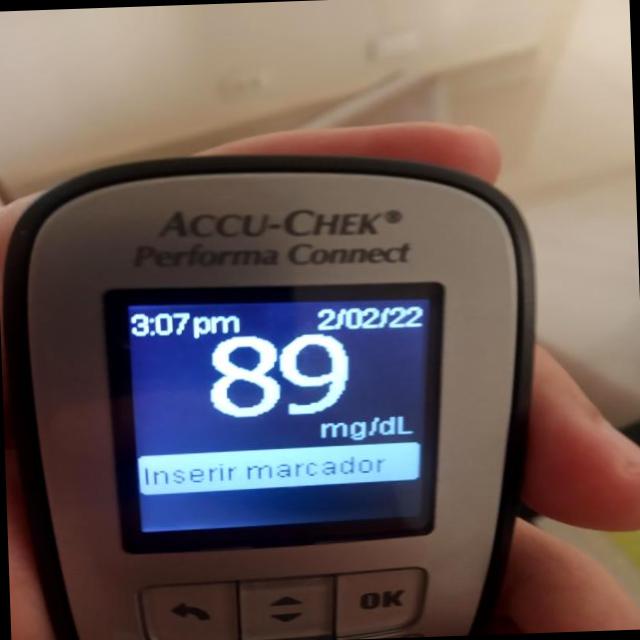 ACCU-CHEK®
Performa Connect
3:07 pm 2/02/22
89
mg/dL
Inserir marcador
OK